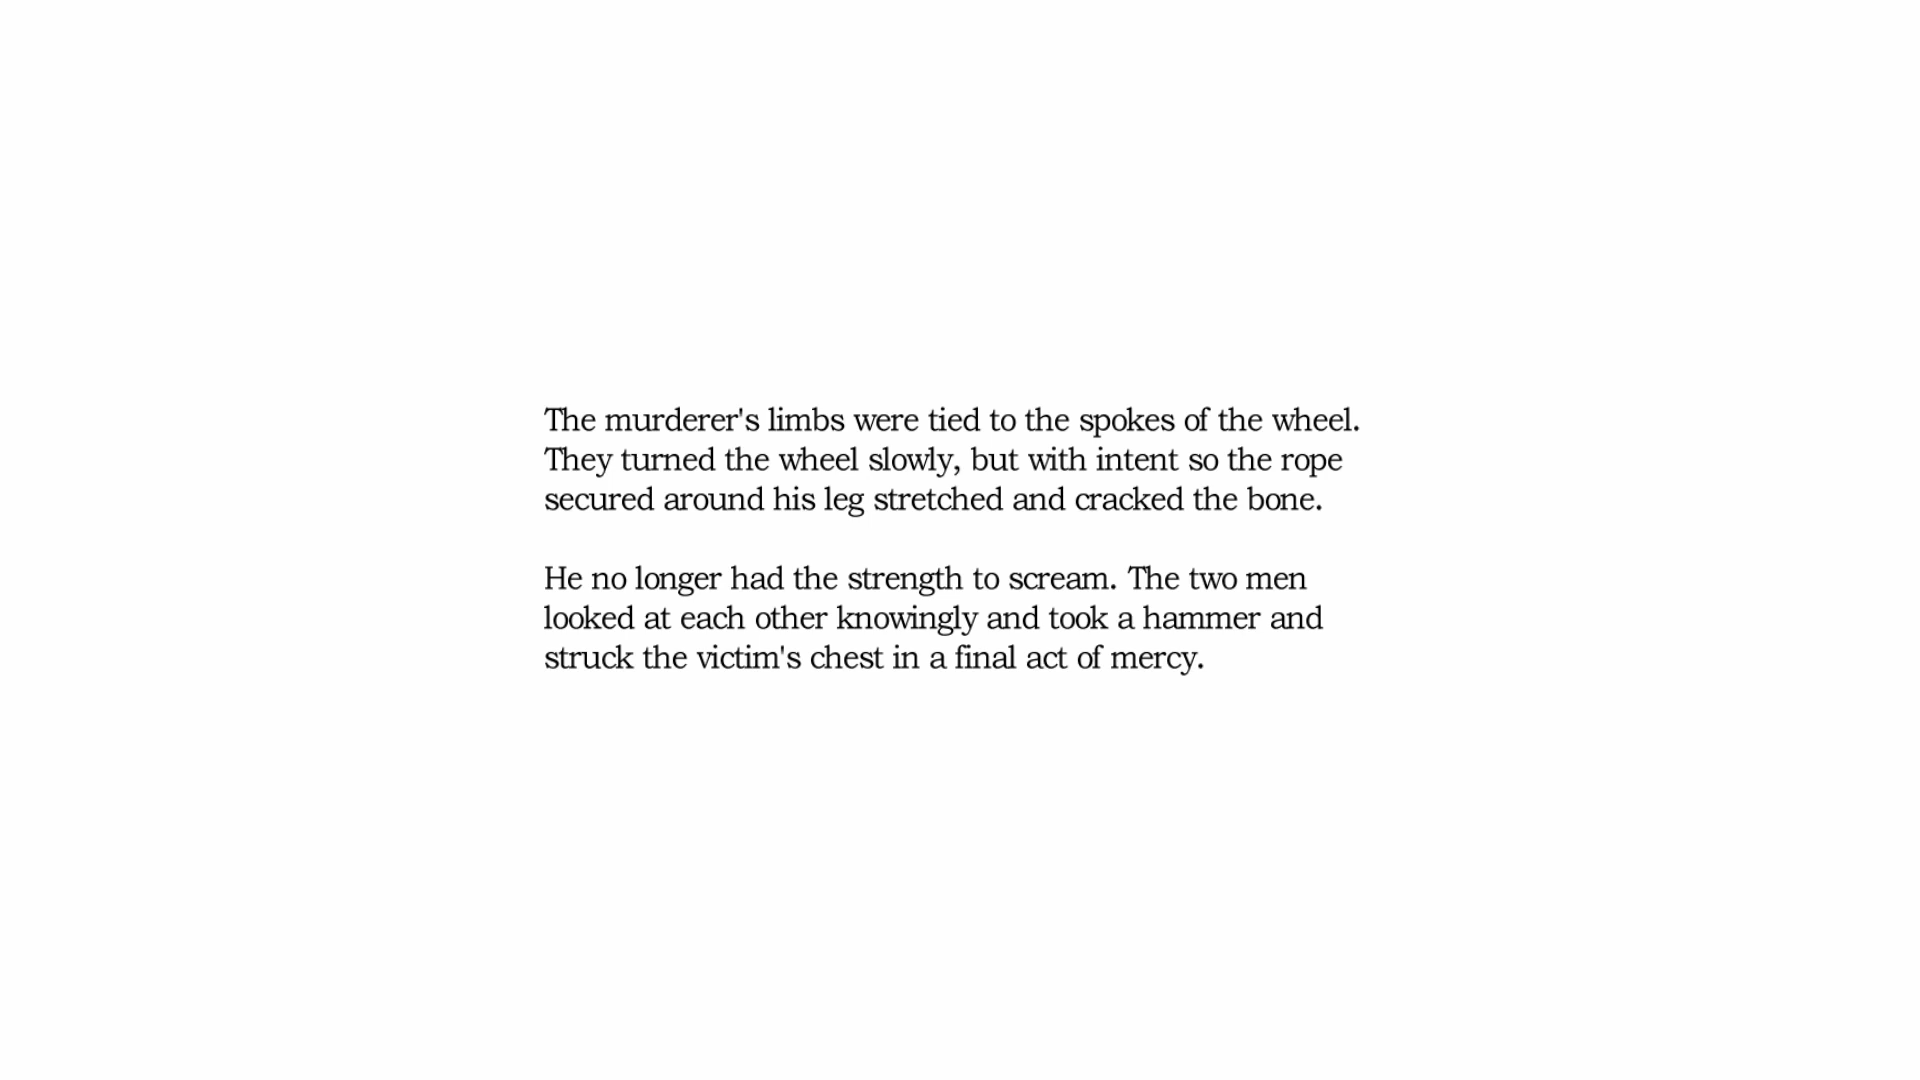 The murderer's limbs were tied to the spokes of the wheel.
They turned the wheel slowly, but with intent so the rope
secured around his leg stretched and cracked the bone.
He no longer had the strength to scream. The two men
looked at each other knowingly and took a hammer and
struck the victim's chest in a final act of mercy.